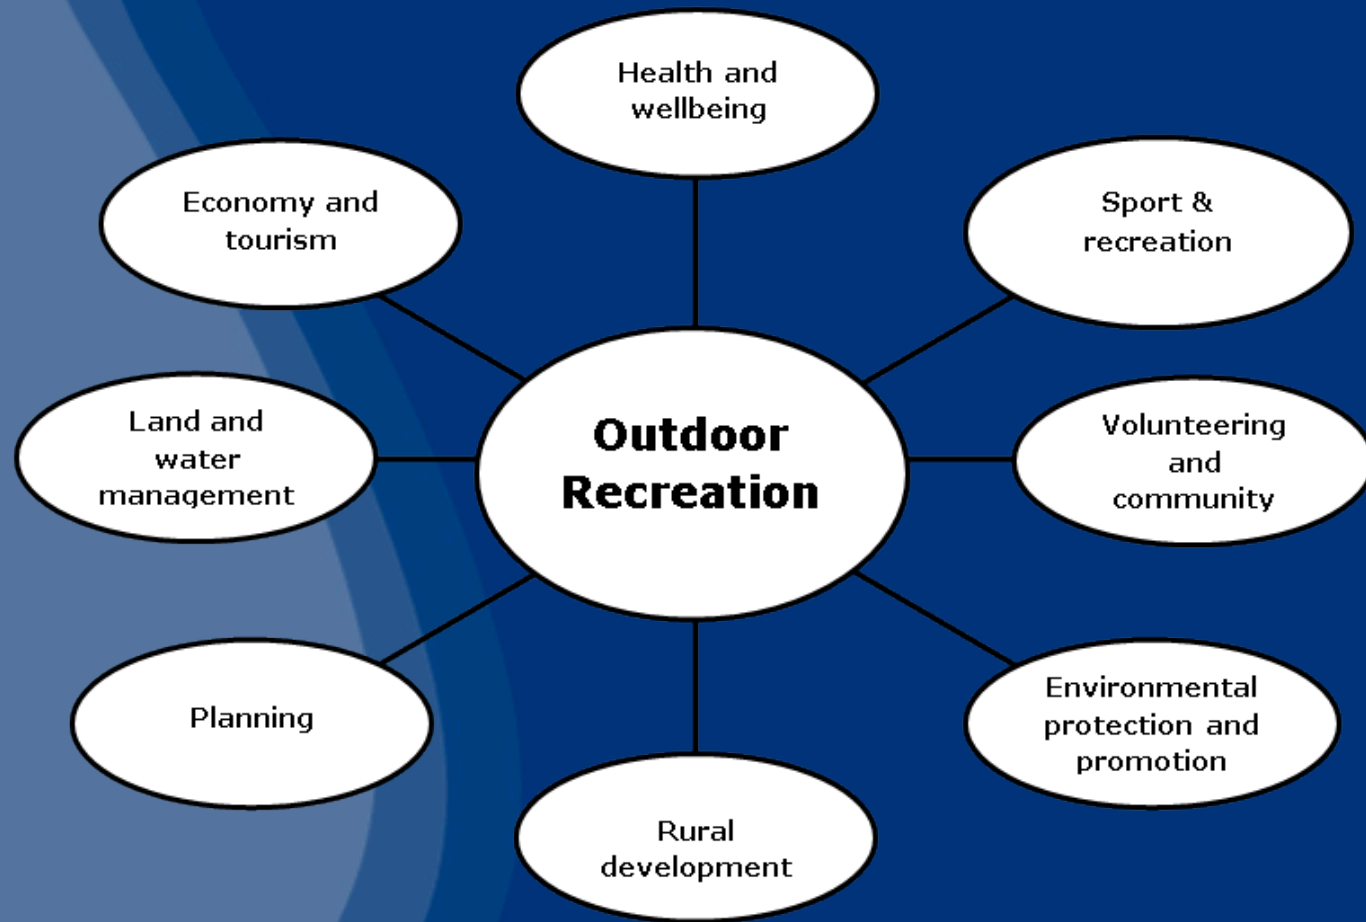 Health and
wellbeing
Economy and
tourism
Sport &
recreation
Land and
water
management
Outdoor
Recreation
Volunteering
and
community
Planning
Environmental
protection and
promotion
Rural
development